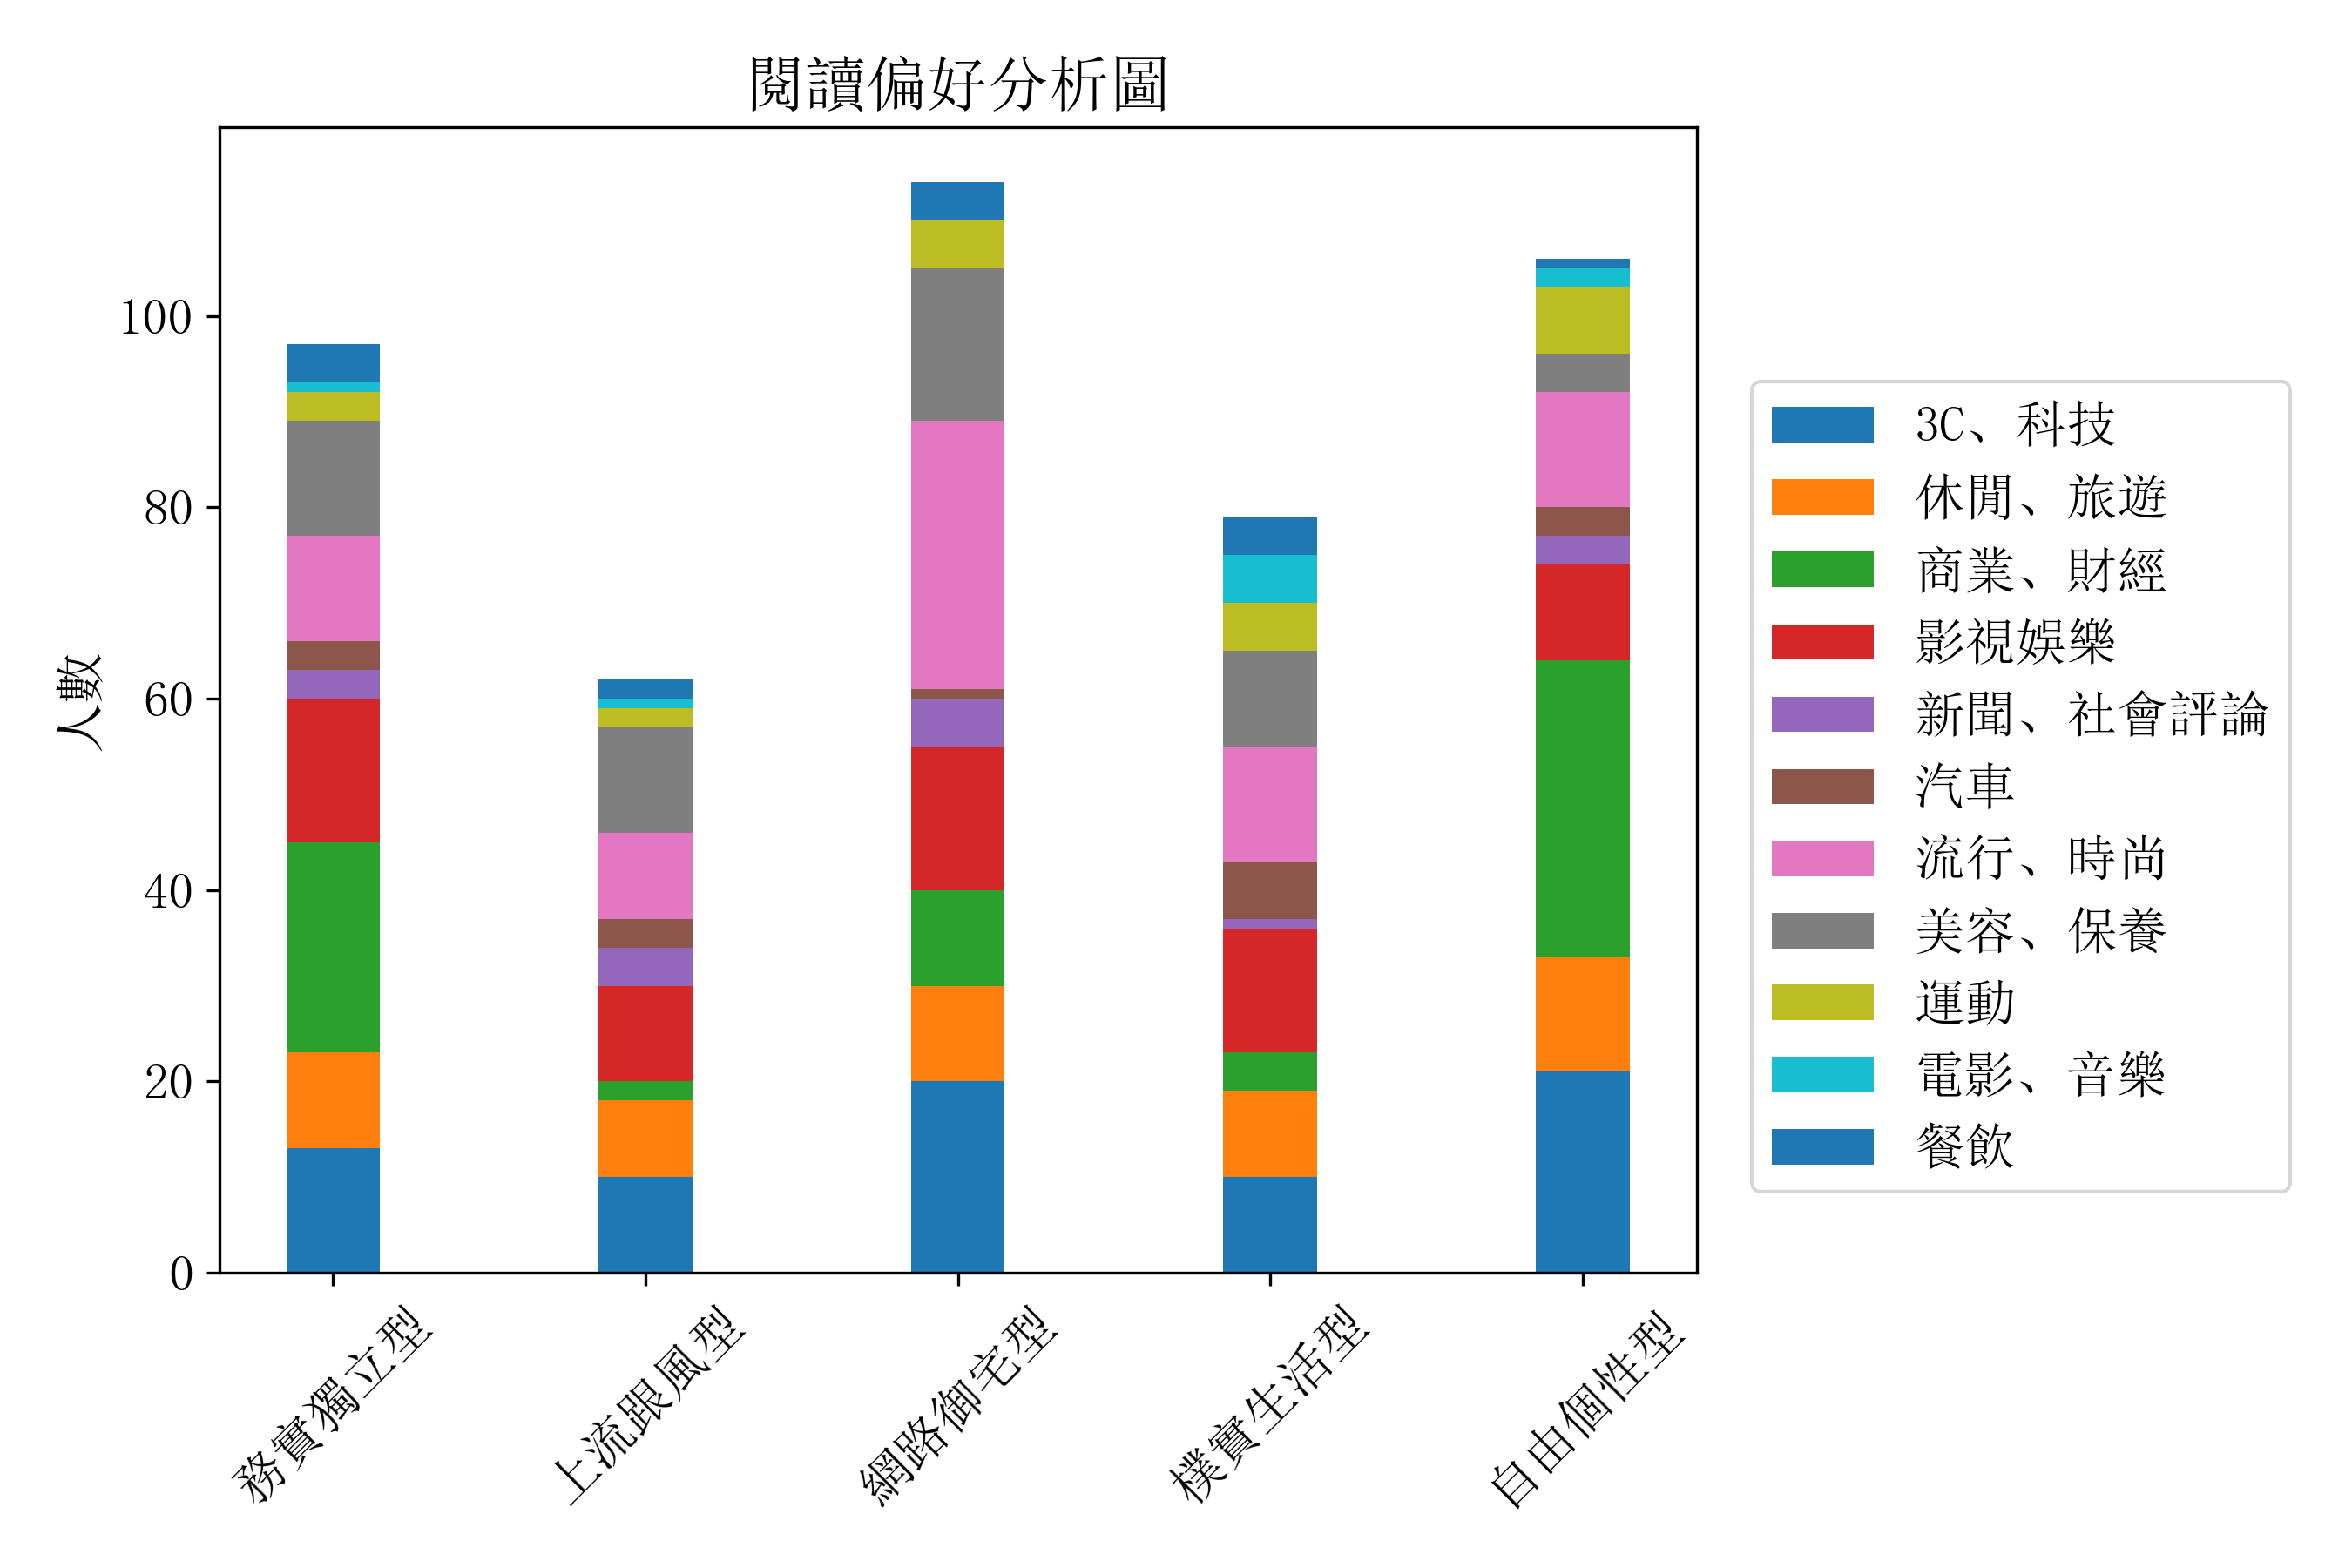 閱讀偏好分析圖
人數
100
80
60
40
20
0
務實獨立型
上流跟風型
網路御宅型
樸實生活型
自由個性型
3C、科技
休閒、旅遊
商業、財經
影視娛樂
新聞、社會評論
汽車
流行、時尚
美容、保養
運動
電影、音樂
餐飲